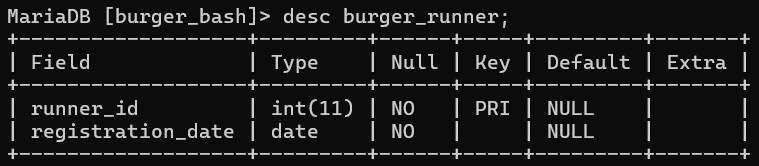 MariaDB [burger_bash]> desc burger_runner;
+-------------------+---------+------+-----+---------+-------+
| Field             | Type    | Null | Key | Default | Extra |
+-------------------+---------+------+-----+---------+-------+
| runner_id         | int(11) | NO   | PRI | NULL    |       |
| registration_date | date    | NO   |     | NULL    |       |
+-------------------+---------+------+-----+---------+-------+